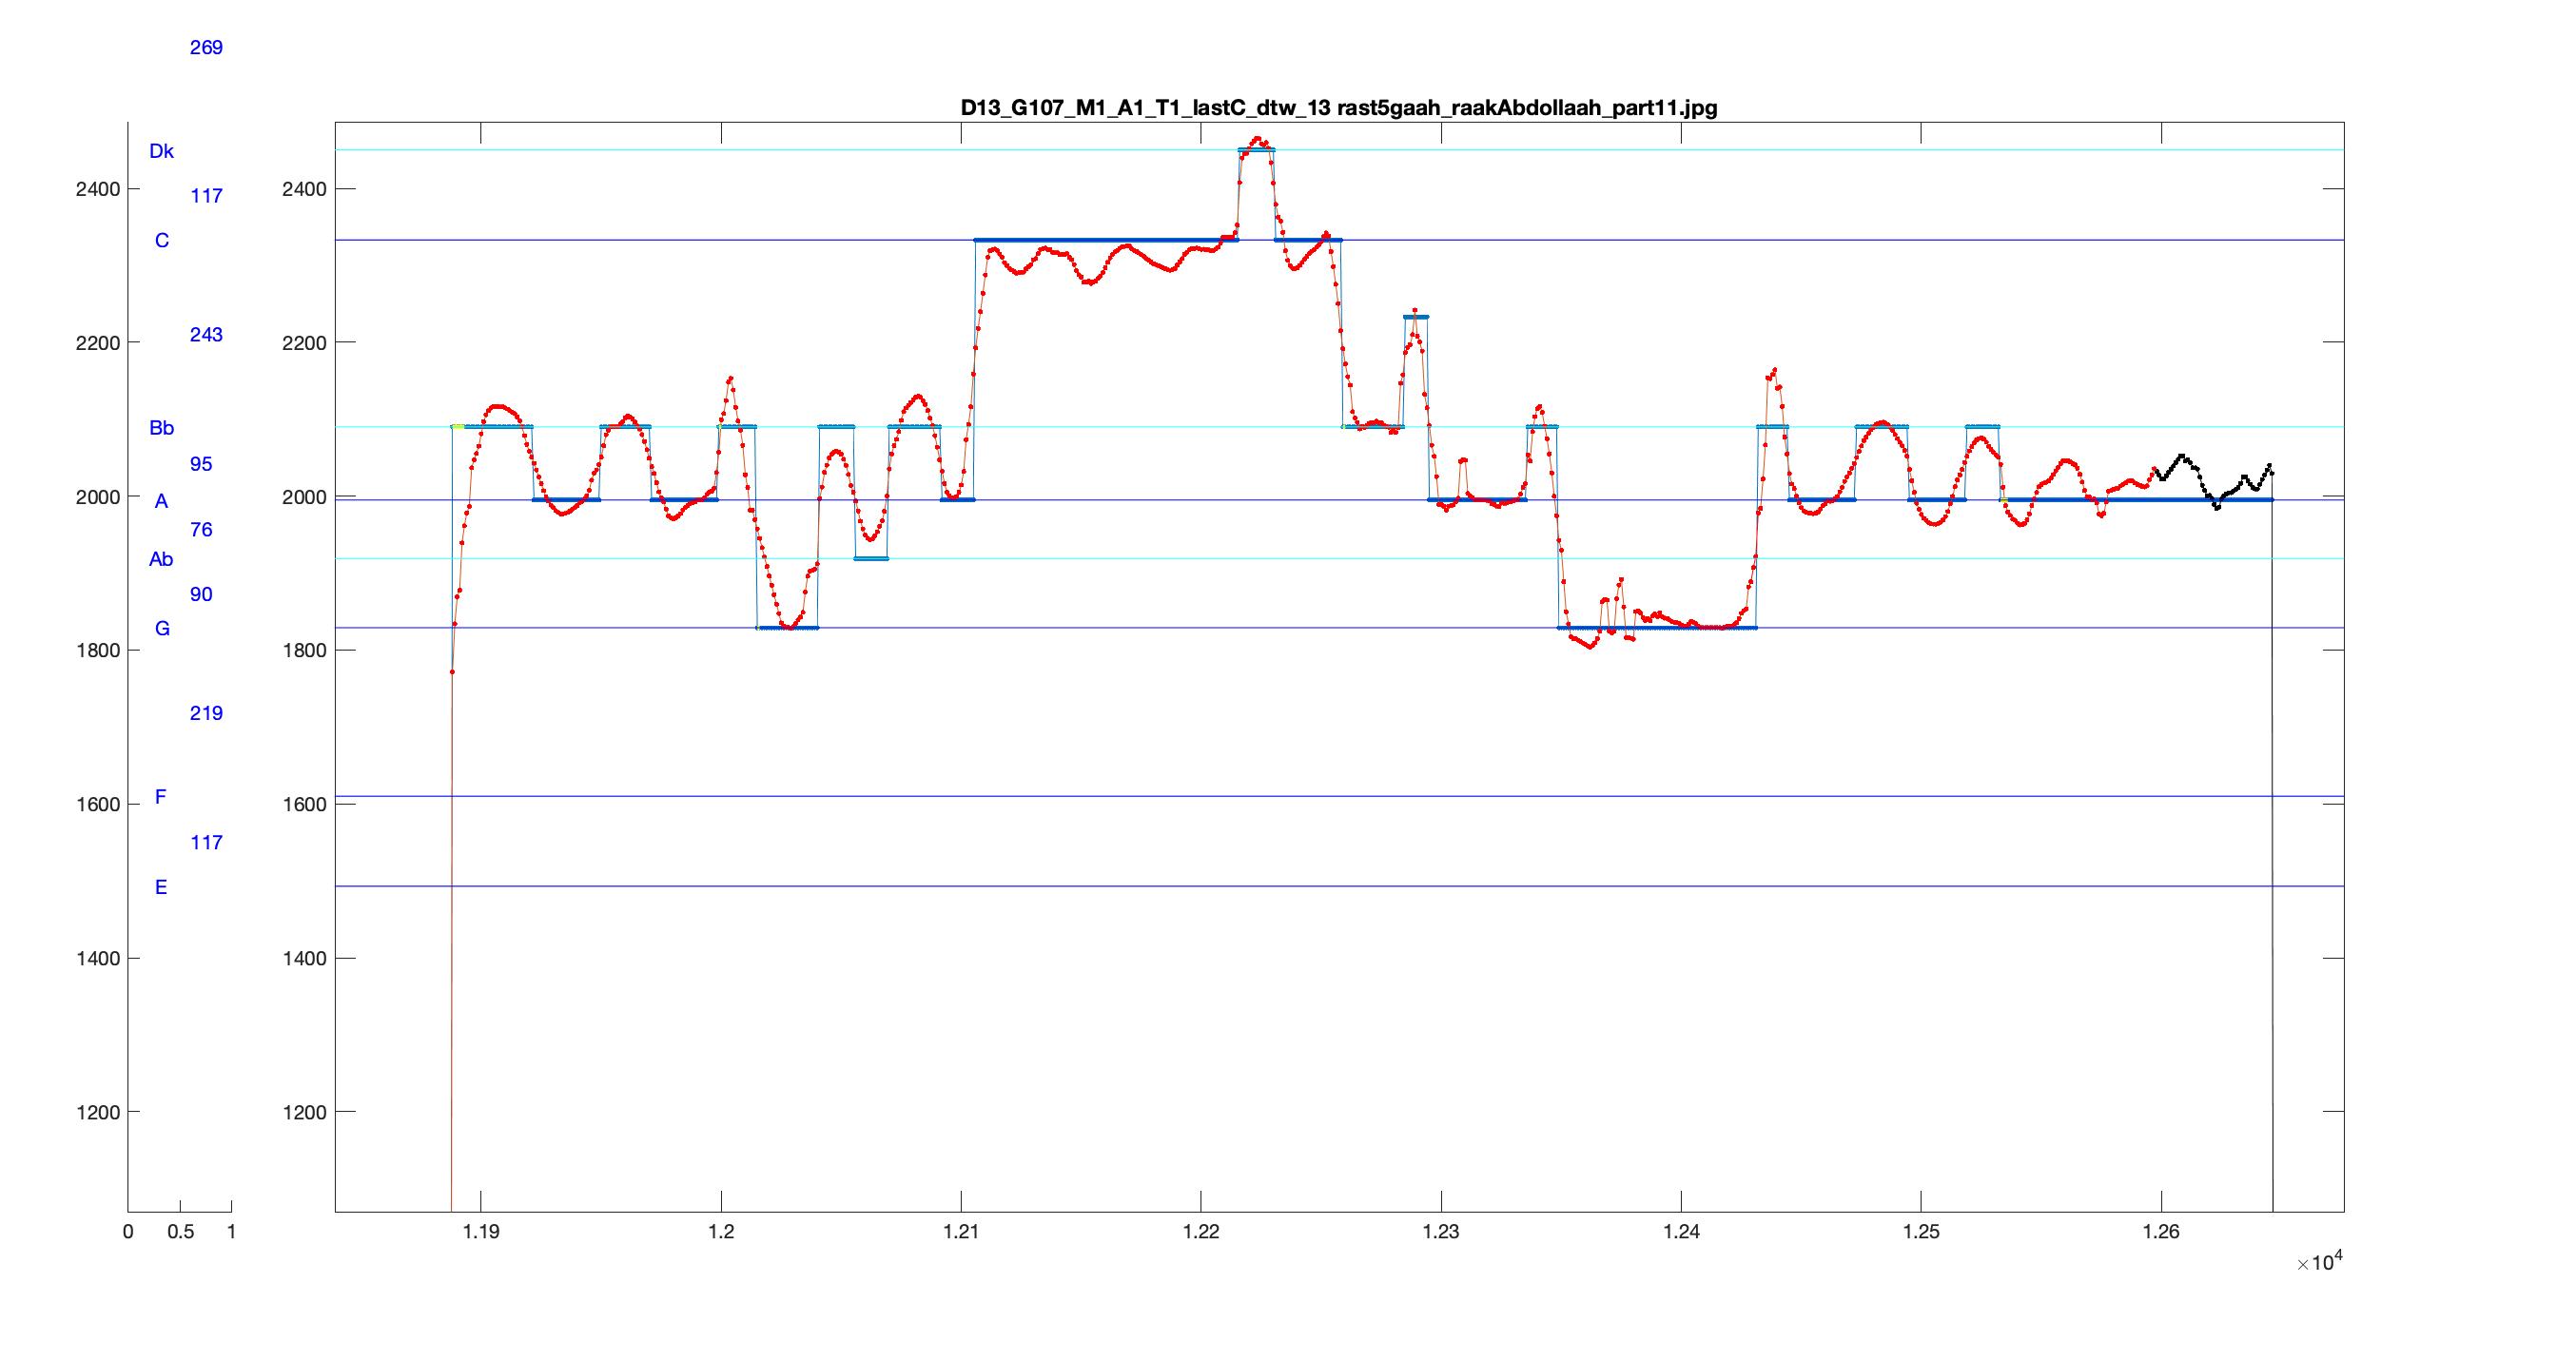 269
D13_G107_M1_A1_T1_lastC_dtw_13 rast5gaah_raakAbdollaah_part11.jpg
Dk
2400 117 2400
C
2200 243 2200
Bb
95
2000 A 2000
76
Ab
90
G
1800 1800
219
1600 F 1600
117
E
1400 1400
1200 1200
0 0.5 1 1.19 1.2 1.21 1.22 1.23 1.24 1.25 1.26
×10⁴